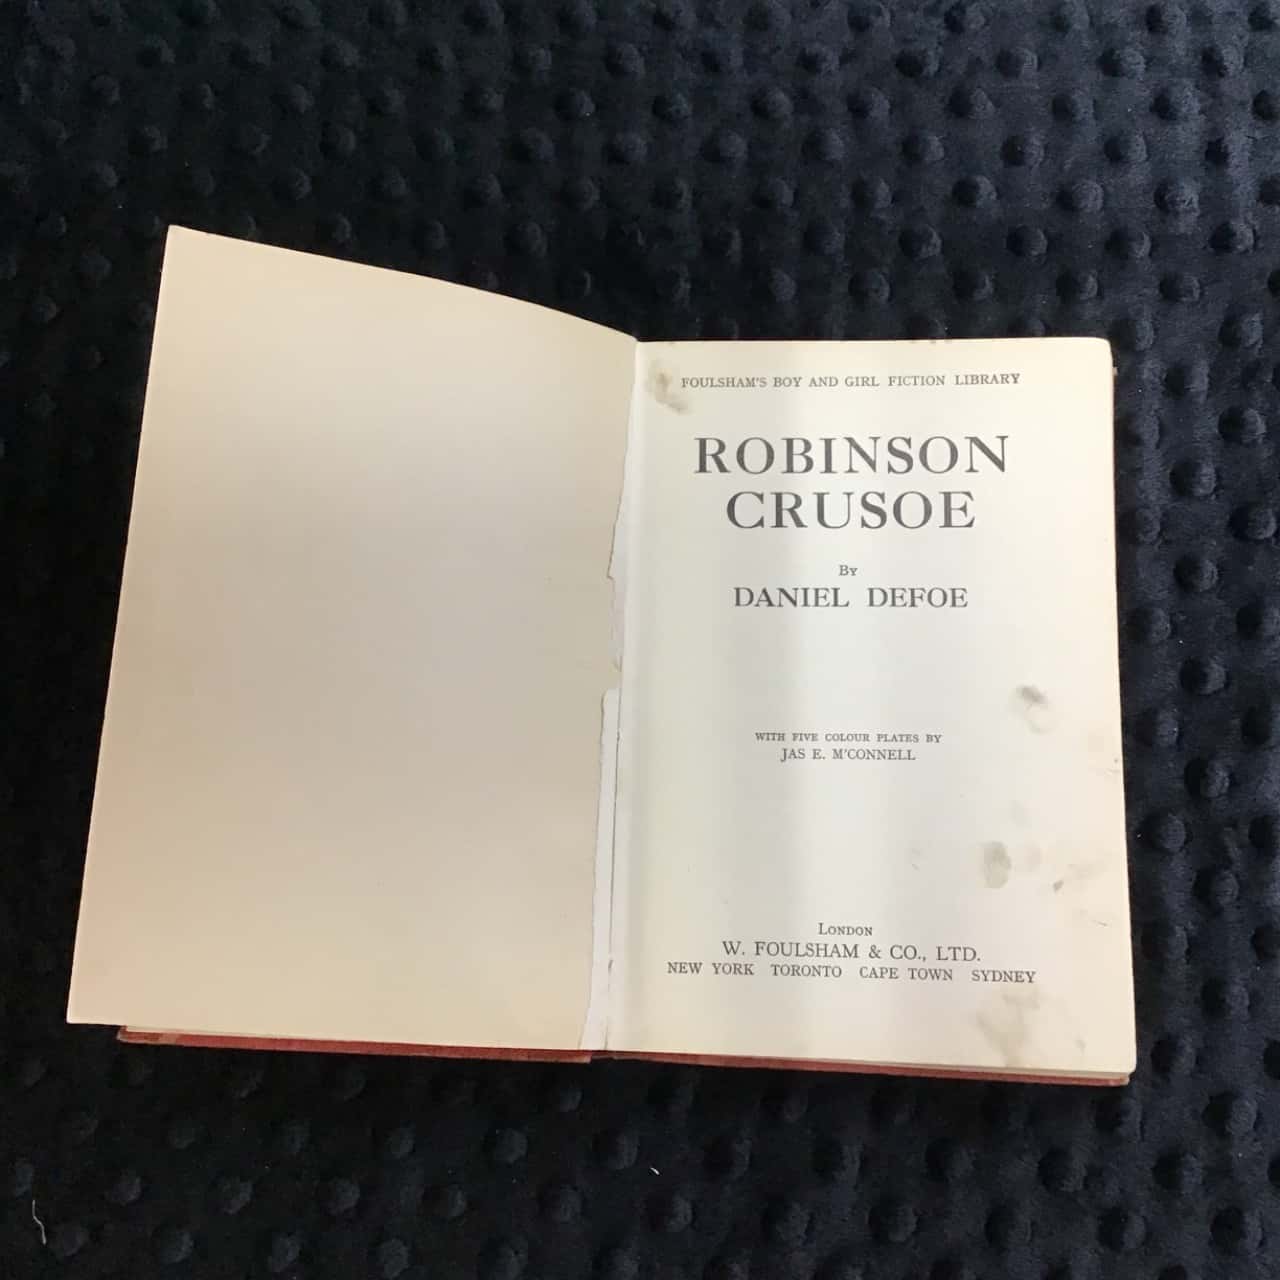 FOULSHAM'S BOY AND GIRL FICTION LIBRARY
ROBINSON
CRUSOE
By
DANIEL DEFOE
WITH FIVE COLOUR PLATES BY
JAS E. M'CONNELL
London
W. FOULSHAM & CO., LTD.
NEW YORK TORONTO CAPE TOWN SYDNEY